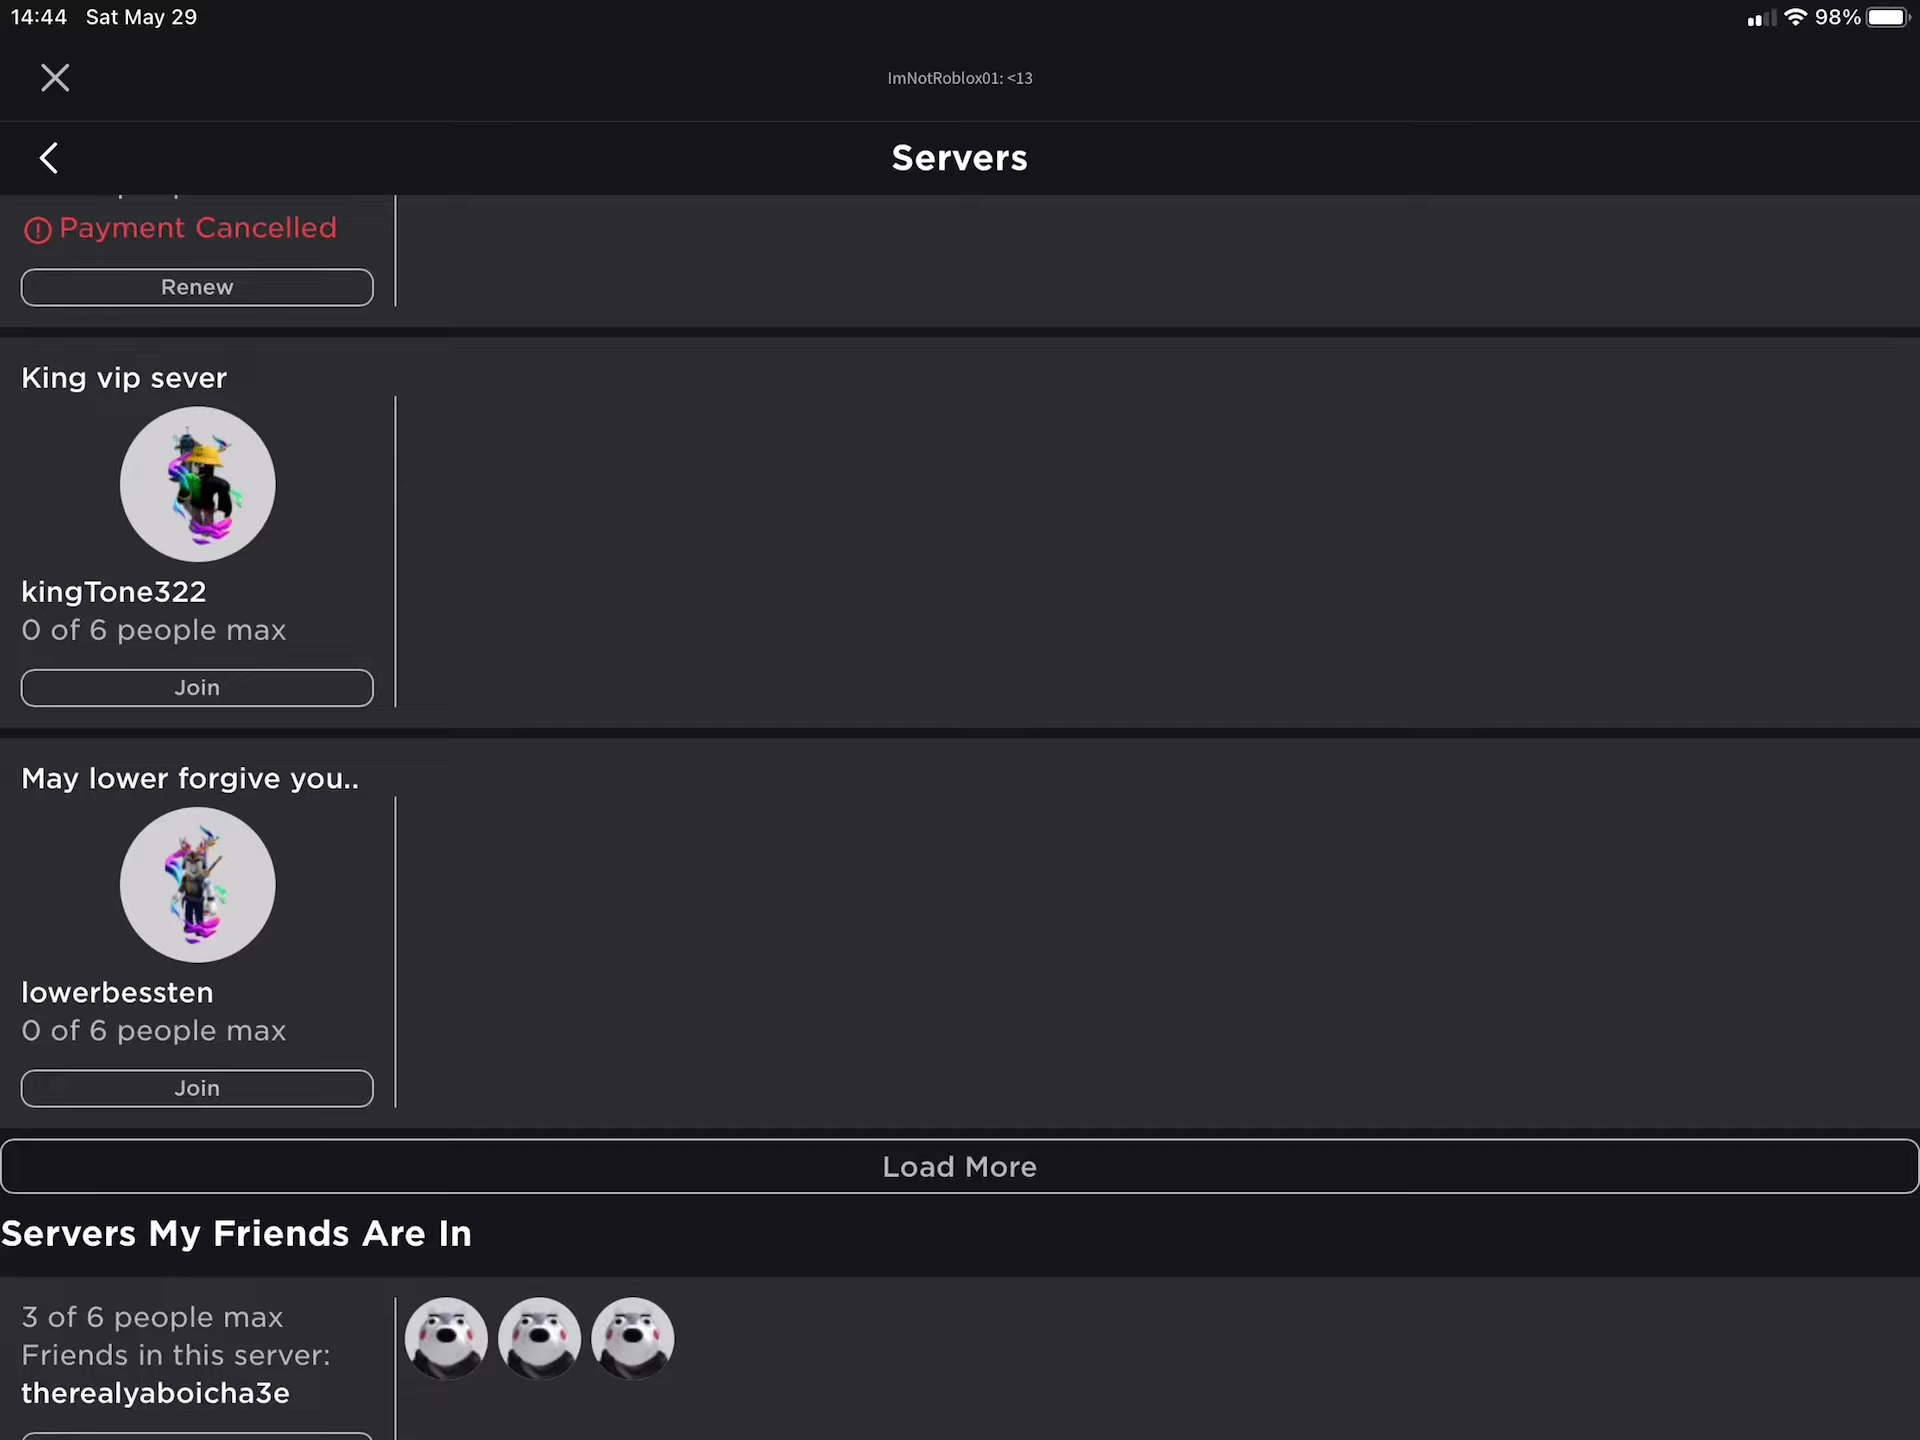 14:44 Sat May 29
98%
ImNotRoblox01: <13
Servers
Payment Cancelled
Renew
King vip sever
kingTone322
0 of 6 people max
Join
May lower forgive you..
lowerbessten
0 of 6 people max
Join
Load More
Servers My Friends Are In
3 of 6 people max
Friends in this server:
therealyaboicha3e